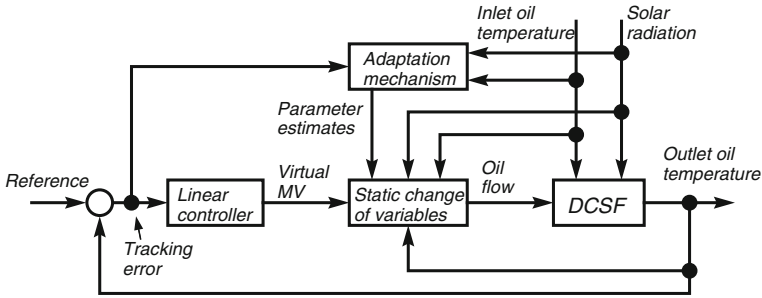 Inlet oil
temperature
Solar
radiation
Adaptation
mechanism
Parameter
estimates
Reference
Linear
controller
Virtual
MV
Static change
of variables
Oil
flow
DCSF
Outlet oil
temperature
Tracking
error